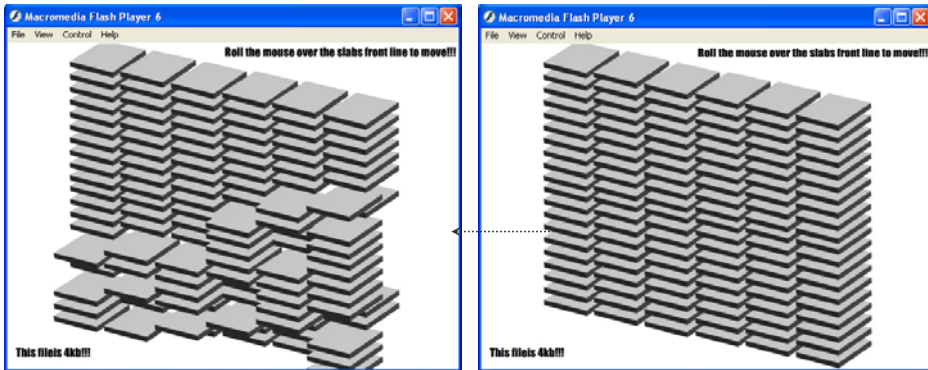 Macromedia Flash Player 6
File View Control Help
Roll the mouse over the slabs front line to move!!!
This fileis 4kb!!!
Macromedia Flash Player 6
File View Control Help
Roll the mouse over the slabs front line to move!!!
This fileis 4kb!!!